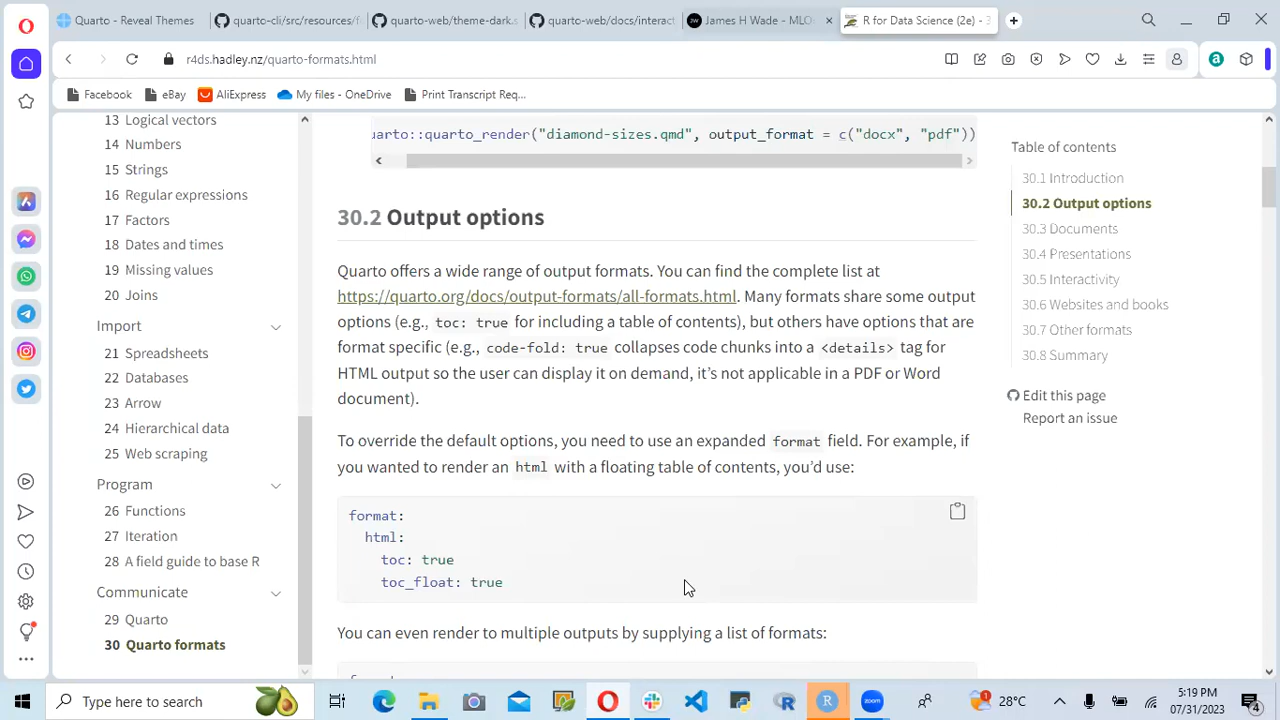 Quarto - Reveal Themes
quarto-cli/src/resources/f
quarto-web/theme-dark.s
quarto-web/docs/interact
JW James H Wade - MLO
R for Data Science (2e) - 3
r4ds.hadley.nz/quarto-formats.html
Facebook
eBay
AliExpress
My files - OneDrive
Print Transcript Req...
13 Logical vectors
14 Numbers
15 Strings
16 Regular expressions
17 Factors
18 Dates and times
19 Missing values
20 Joins
Import
21 Spreadsheets
22 Databases
23 Arrow
24 Hierarchical data
25 Web scraping
Program
26 Functions
27 Iteration
28 A field guide to base R
Communicate
29 Quarto
30 Quarto formats
uarto::quarto_render("diamond-sizes.qmd", output_format = c("docx", "pdf"))
30.2 Output options
Quarto offers a wide range of output formats. You can find the complete list at
https://quarto.org/docs/output-formats/all-formats.html. Many formats share some output
options (e.g., toc: true for including a table of contents), but others have options that are
format specific (e.g., code-fold: true collapses code chunks into a <details> tag for
HTML output so the user can display it on demand, it's not applicable in a PDF or Word
document).
To override the default options, you need to use an expanded format field. For example, if
you wanted to render an html with a floating table of contents, you'd use:
format:
html:
toc: true
toc_float: true
You can even render to multiple outputs by supplying a list of formats:
Table of contents
30.1 Introduction
30.2 Output options
30.3 Documents
30.4 Presentations
30.5 Interactivity
30.6 Websites and books
30.7 Other formats
30.8 Summary
Edit this page
Report an issue
Type here to search
zoom
1
28°C
5:19 PM
07/31/2023
4